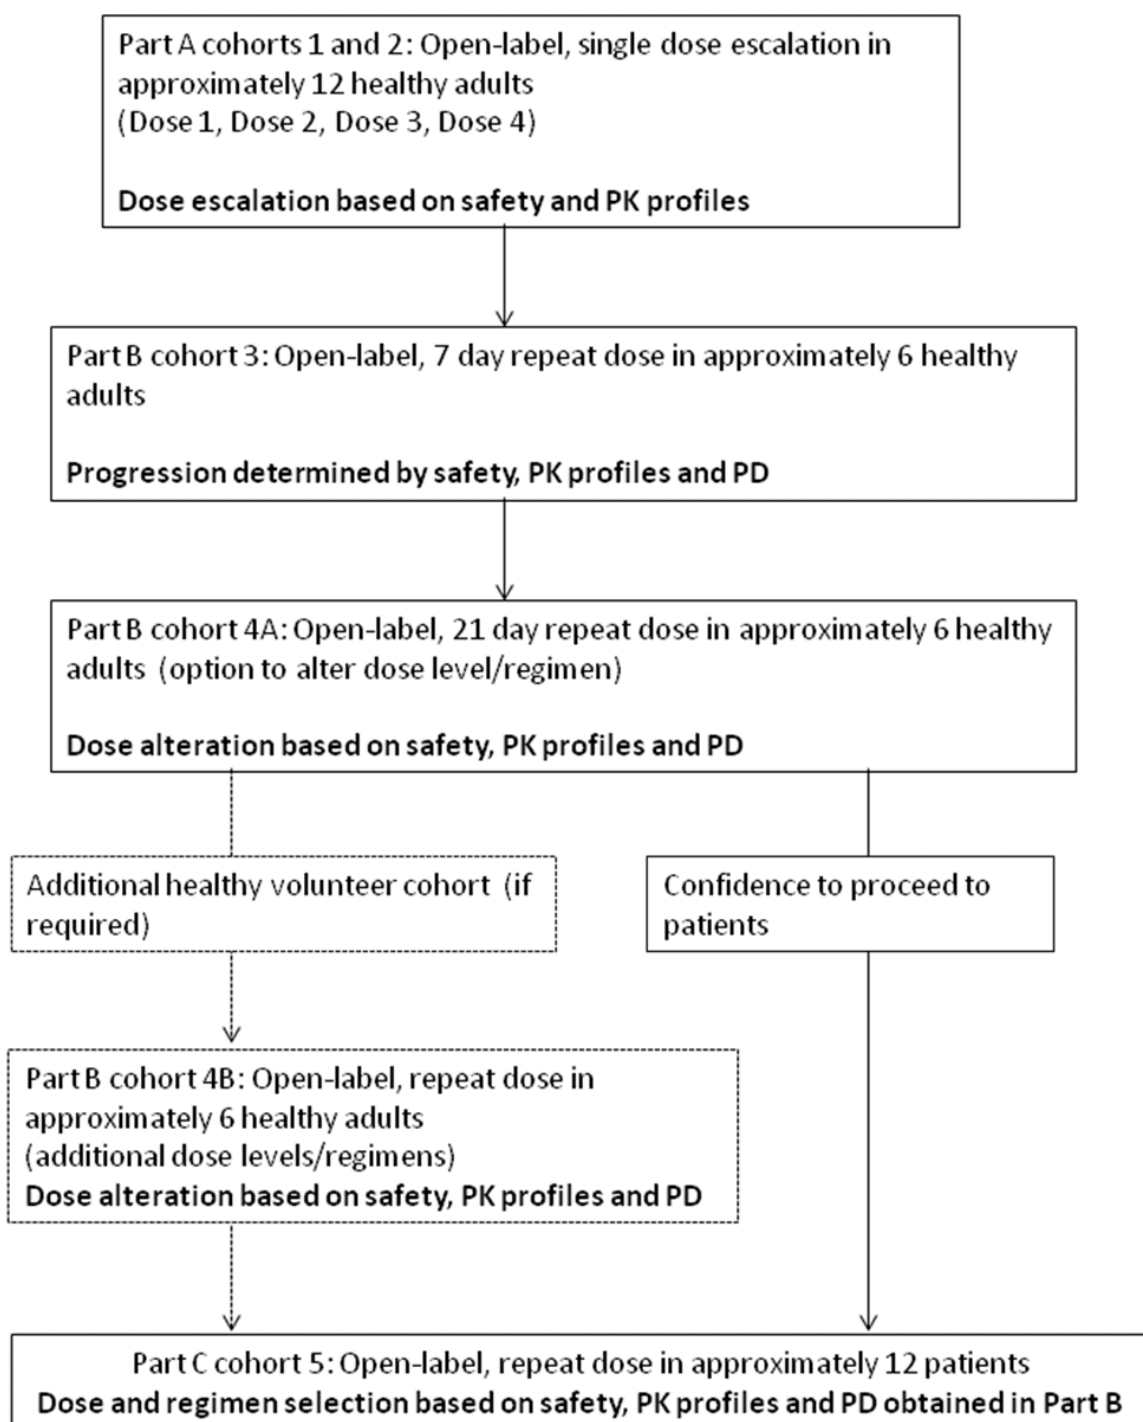 Part A cohorts 1 and 2: Open-label, single dose escalation in
approximately 12 healthy adults
(Dose 1, Dose 2, Dose 3, Dose 4)
Dose escalation based on safety and PK profiles
Part B cohort 3: Open-label, 7 day repeat dose in approximately 6 healthy
adults
Progression determined by safety, PK profiles and PD
Part B cohort 4A: Open-label, 21 day repeat dose in approximately 6 healthy
adults (option to alter dose level/regimen)
Dose alteration based on safety, PK profiles and PD
Additional healthy volunteer cohort (if
required)
Confidence to proceed to
patients
Part B cohort 4B: Open-label, repeat dose in
approximately 6 healthy adults
(additional dose levels/regimens)
Dose alteration based on safety, PK profiles and PD
Part C cohort 5: Open-label, repeat dose in approximately 12 patients
Dose and regimen selection based on safety, PK profiles and PD obtained in Part B